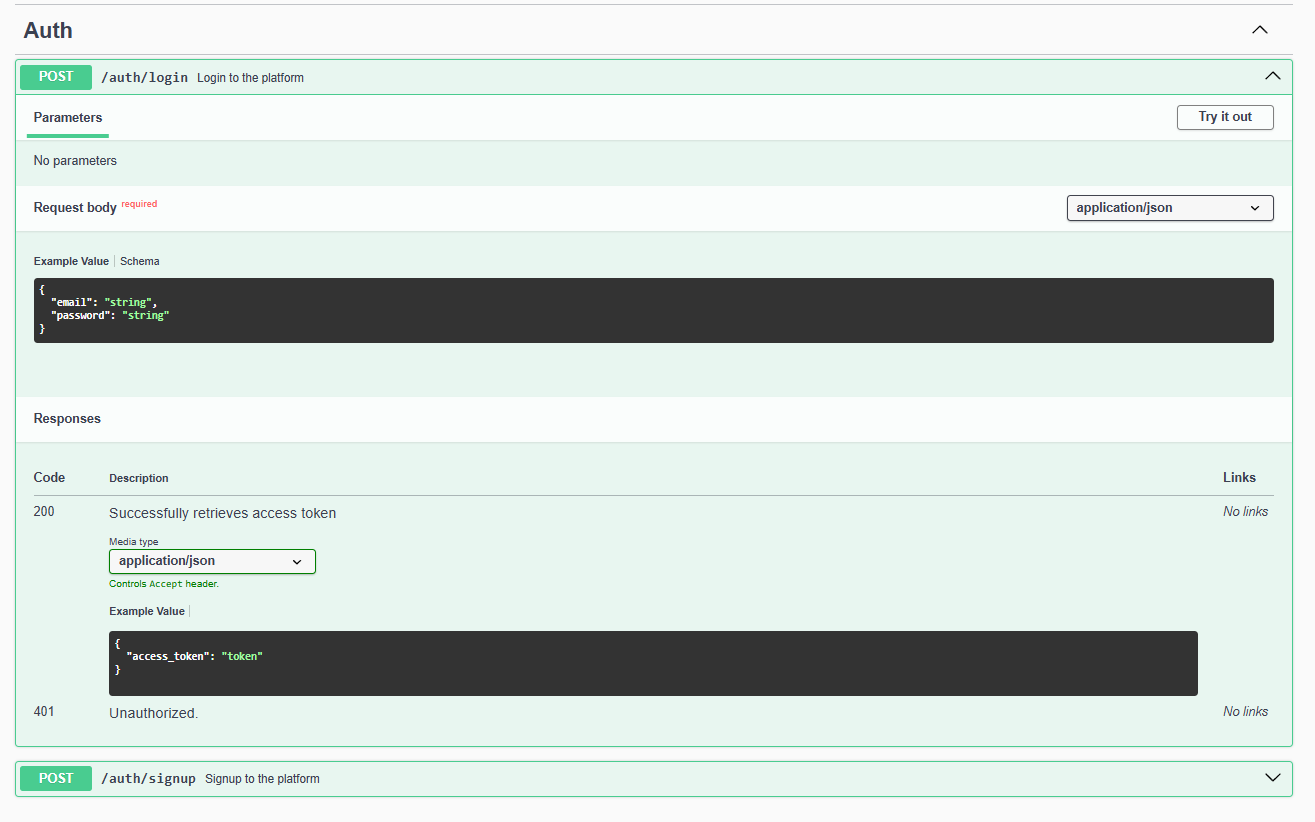 Auth
POST /auth/login Login to the platform
Parameters Try it out
No parameters
Request body required application/json
Example Value Schema
{
  "email": "string",
  "password": "string"
}
Responses
Code Description Links
200 Successfully retrieves access token No links
Media type
application/json
Controls Accept header.
Example Value
{
  "access_token": "token"
}
401 Unauthorized. No links
POST /auth/signup Signup to the platform